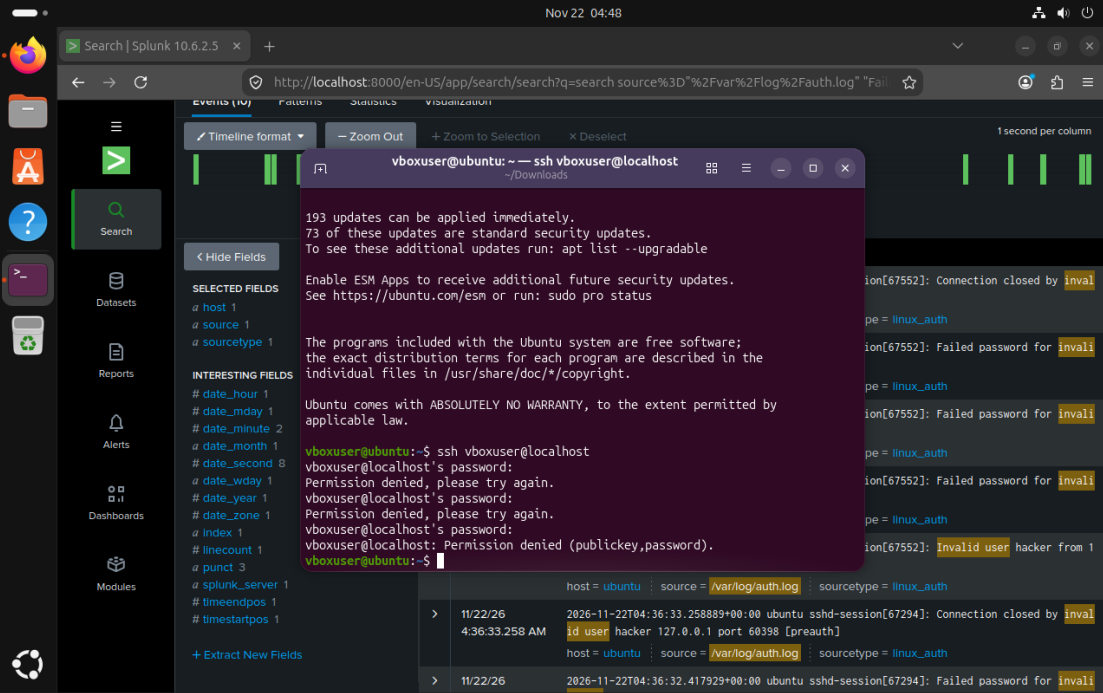 Nov 22 04:48
Search | Splunk 10.6.2.5
http://localhost:8000/en-US/app/search/search?q=search source%3D"%2Fvar%2Flog%2Fauth.log" "Fail
Events (10) Patterns Statistics Visualization
Timeline format
Zoom Out
Zoom to Selection
Deselect
1 second per column
Search
Datasets
Reports
Alerts
Dashboards
Modules
Hide Fields
SELECTED FIELDS
a host 1
a source 1
a sourcetype 1
INTERESTING FIELDS
# date_hour 1
# date_mday 1
# date_minute 2
a date_month 1
# date_second 8
a date_wday 1
# date_year 1
a date_zone 1
a index 1
# linecount 1
a punct 3
a splunk_server 1
# timeendpos 1
# timestartpos 1
+ Extract New Fields
vboxuser@ubuntu: ~ — ssh vboxuser@localhost
~/Downloads
193 updates can be applied immediately.
73 of these updates are standard security updates.
To see these additional updates run: apt list --upgradable
Enable ESM Apps to receive additional future security updates.
See https://ubuntu.com/esm or run: sudo pro status
The programs included with the Ubuntu system are free software;
the exact distribution terms for each program are described in the
individual files in /usr/share/doc/*/copyright.
Ubuntu comes with ABSOLUTELY NO WARRANTY, to the extent permitted by
applicable law.
vboxuser@ubuntu:~$ ssh vboxuser@localhost
vboxuser@localhost's password:
Permission denied, please try again.
vboxuser@localhost's password:
Permission denied, please try again.
vboxuser@localhost's password:
vboxuser@localhost: Permission denied (publickey,password).
vboxuser@ubuntu:~$
ion[67552]: Connection closed by inval
pe = linux_auth
ion[67552]: Failed password for invali
pe = linux_auth
ion[67552]: Failed password for invali
pe = linux_auth
ion[67552]: Failed password for invali
pe = linux_auth
ion[67552]: Invalid user hacker from 1
host = ubuntu source = /var/log/auth.log sourcetype = linux_auth
11/22/26 2026-11-22T04:36:33.258889+00:00 ubuntu sshd-session[67294]: Connection closed by inval
4:36:33.258 AM id user hacker 127.0.0.1 port 60398 [preauth]
host = ubuntu source = /var/log/auth.log sourcetype = linux_auth
11/22/26 2026-11-22T04:36:32.417929+00:00 ubuntu sshd-session[67294]: Failed password for invali